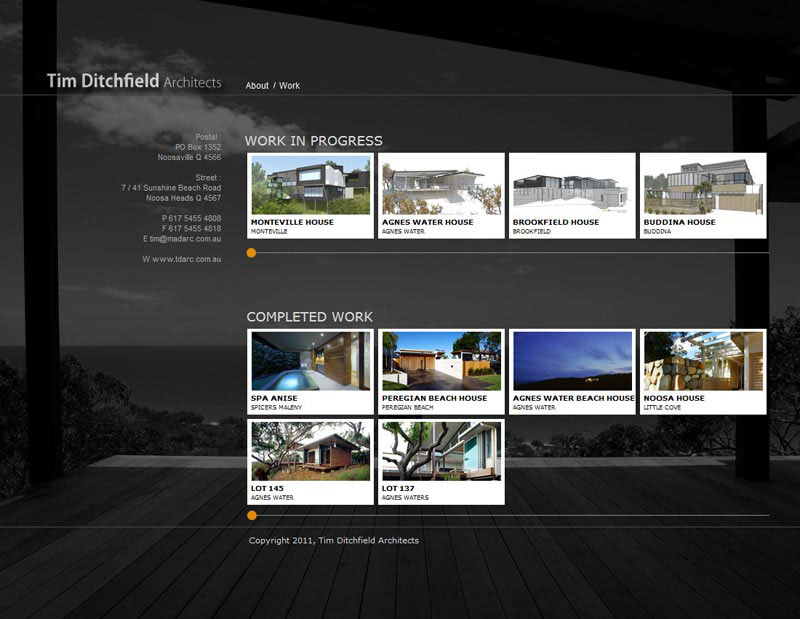 Tim Ditchfield Architects
About / Work
Postal :
PO Box 1352
Noosaville Q 4566
Street :
7 / 41 Sunshine Beach Road
Noosa Heads Q 4567
P 617 5455 4808
F 617 5455 4818
E tim@madarc.com.au
W www.tdarc.com.au
WORK IN PROGRESS
MONTEVILLE HOUSE
MONTEVILLE
AGNES WATER HOUSE
AGNES WATER
BROOKFIELD HOUSE
BROOKFIELD
BUDDINA HOUSE
BUDDINA
COMPLETED WORK
SPA ANISE
SPICERS MALENY
PEREGIAN BEACH HOUSE
PEREGIAN BEACH
AGNES WATER BEACH HOUSE
AGNES WATER
NOOSA HOUSE
LITTLE COVE
LOT 145
AGNES WATER
LOT 137
AGNES WATERS
Copyright 2011, Tim Ditchfield Architects